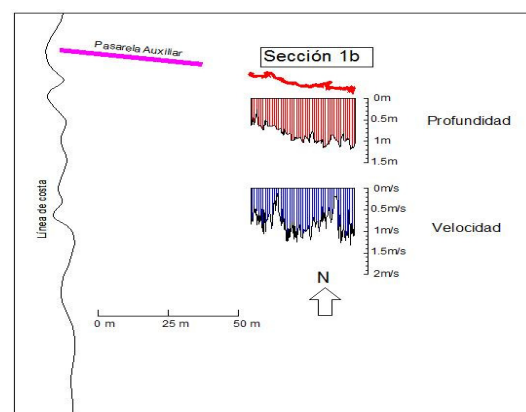 Pasarela Auxiliar
Sección 1b
0m
0.5m
1m
1.5m
Profundidad
Línea de costa
0m/s
0.5m/s
1m/s
1.5m/s
2m/s
Velocidad
N
0 m 25 m 50 m